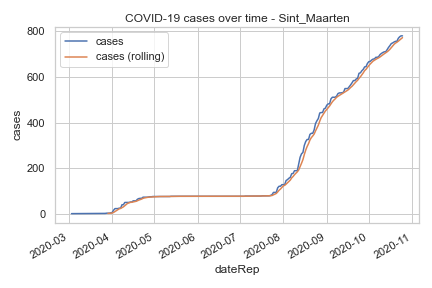 COVID-19 cases over time - Sint_Maarten
cases
cases (rolling)
cases
800
600
400
200
0
2020-03
2020-04
2020-05
2020-06
2020-07
2020-08
2020-09
2020-10
2020-11
dateRep